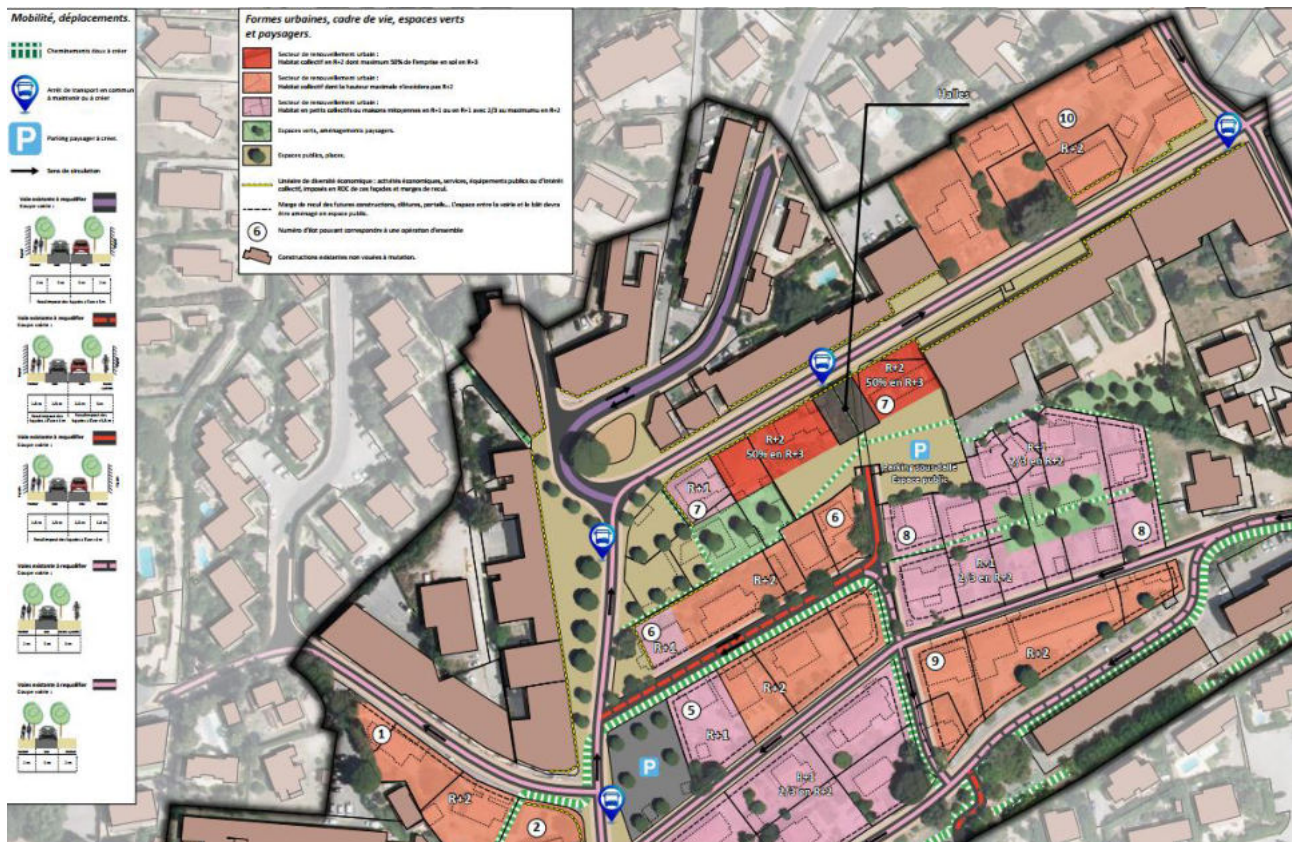 Mobilité, déplacements.
Cheminements doux à créer
Arrêt de transport en commun
à maintenir ou à créer
P
Parking paysager à créer.
Sens de circulation
Voie existante à requalifier
Coupe voirie :
Voie existante à requalifier
Coupe voirie :
Voie existante à requalifier
Coupe voirie :
Voies existante à requalifier
Coupe voirie :
Voies existante à requalifier
Coupe voirie :
Formes urbaines, cadre de vie, espaces verts
et paysagers.
Secteur de renouvellement urbain :
Habitat collectif en R+2 dont maximum 50% de l'emprise en sol en R+3
Secteur de renouvellement urbain :
Habitat collectif dont la hauteur maximale n'excèdera pas R+2
Secteur de renouvellement urbain :
Habitat en petits collectifs ou maisons mitoyennes en R+1 ou en R+1 avec 2/3 au maximumu en R+2
Espaces verts, aménagements paysagers.
Espaces publics, places.
Linéaire de diversité économique : activités économiques, services, équipements publics ou d'intérêt
collectif, imposés en RDC de ces façades et marges de recul.
Marge de recul des futures constructions, clôtures, portails... L'espace entre la voirie et le bâti devra
être aménagé en espace public.
6
Numéro d'îlot pouvant correspondre à une opération d'ensemble
Constructions existantes non vouées à mutation.
Halles
10
R+2
R+2
50% en R+3
7
R+2
50% en R+3
R+1
7
P
Parking sous dalle
Espace public
R+1
2/3 en R+2
6
8
8
R+1
2/3 en R+2
R+2
6
R+1
9
R+2
R+2
5
R+1
1
P
R+1
2/3 en R+2
R+2
2